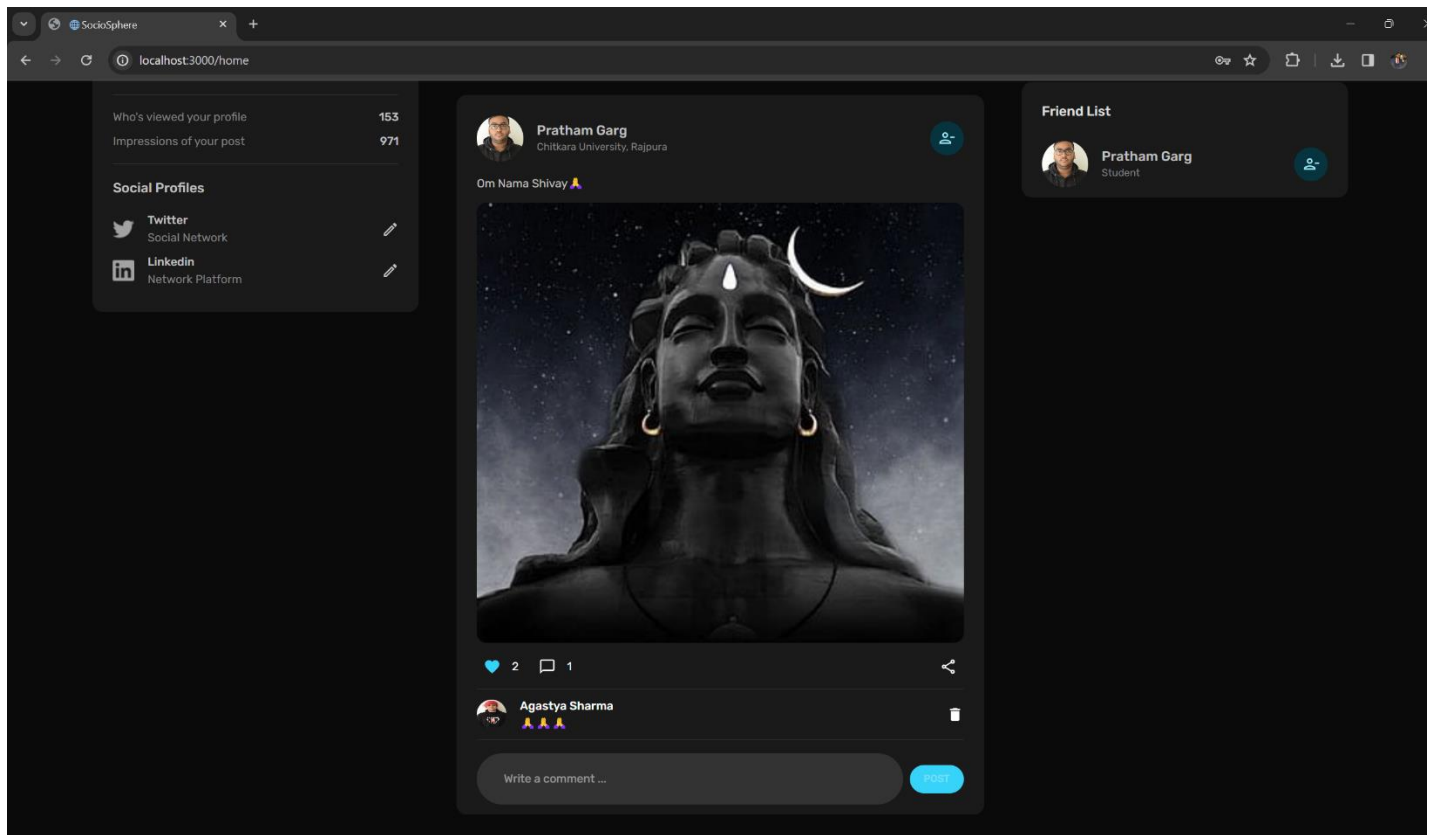 SocioSphere
localhost:3000/home
Who's viewed your profile 153
Impressions of your post 971
Social Profiles
Twitter
Social Network
Linkedin
Network Platform
Pratham Garg
Chitkara University, Rajpura
Om Nama Shivay🙏
2 1
Agastya Sharma
🙏🙏🙏
Write a comment ...
POST
Friend List
Pratham Garg
Student